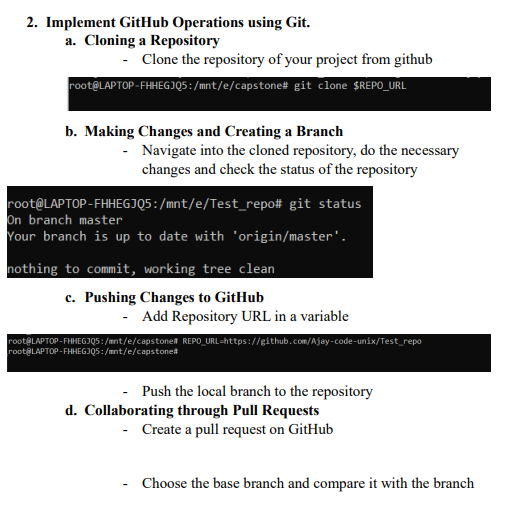 2. Implement GitHub Operations using Git.
a. Cloning a Repository
- Clone the repository of your project from github
root@LAPTOP-FHHEGJQ5:/mnt/e/capstone# git clone $REPO_URL
b. Making Changes and Creating a Branch
- Navigate into the cloned repository, do the necessary
changes and check the status of the repository
root@LAPTOP-FHHEGJQ5:/mnt/e/Test_repo# git status
On branch master
Your branch is up to date with 'origin/master'.
nothing to commit, working tree clean
c. Pushing Changes to GitHub
- Add Repository URL in a variable
root@LAPTOP-FHHEGJQ5:/mnt/e/capstone# REPO_URL=https://github.com/Ajay-code-unix/Test_repo
root@LAPTOP-FHHEGJQ5:/mnt/e/capstone#
- Push the local branch to the repository
d. Collaborating through Pull Requests
- Create a pull request on GitHub
- Choose the base branch and compare it with the branch